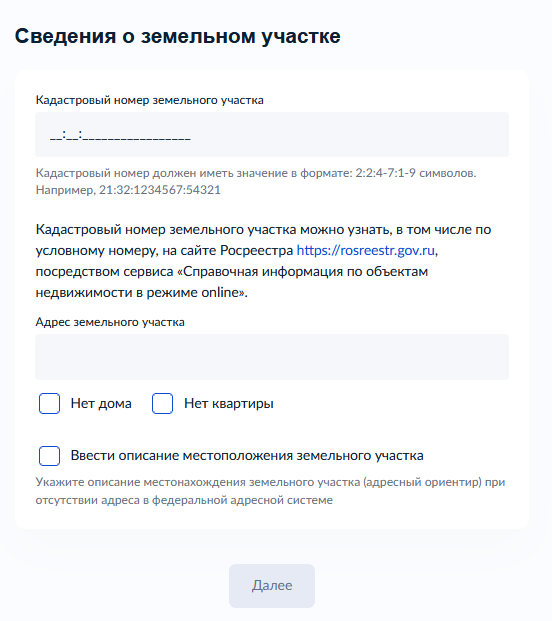 Сведения о земельном участке
Кадастровый номер земельного участка
__:__:_________________
Кадастровый номер должен иметь значение в формате: 2:2:4-7:1-9 символов.
Например, 21:32:1234567:54321
Кадастровый номер земельного участка можно узнать, в том числе по
условному номеру, на сайте Росреестра https://rosreestr.gov.ru,
посредством сервиса «Справочная информация по объектам
недвижимости в режиме online».
Адрес земельного участка
Нет дома Нет квартиры
Ввести описание местоположения земельного участка
Укажите описание местонахождения земельного участка (адресный ориентир) при
отсутствии адреса в федеральной адресной системе
Далее